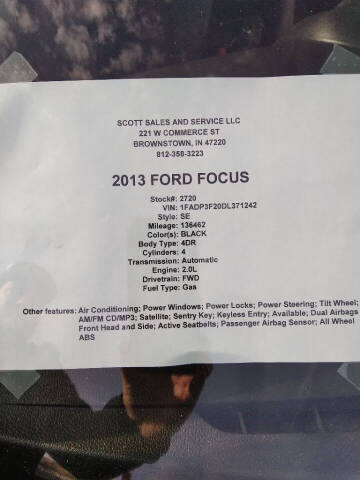 SCOTT SALES AND SERVICE LLC
221 W COMMERCE ST
BROWNSTOWN, IN 47220
812-358-3223
2013 FORD FOCUS
Stock#: 2720
VIN: 1FADP3F20DL371242
Style: SE
Mileage: 136462
Color(s): BLACK
Body Type: 4DR
Cylinders: 4
Transmission: Automatic
Engine: 2.0L
Drivetrain: FWD
Fuel Type: Gas
Other features: Air Conditioning; Power Windows; Power Locks; Power Steering; Tilt Wheel;
AM/FM CD/MP3; Satellite; Sentry Key; Keyless Entry; Available; Dual Airbags
Front Head and Side; Active Seatbelts; Passenger Airbag Sensor; All Wheel
ABS